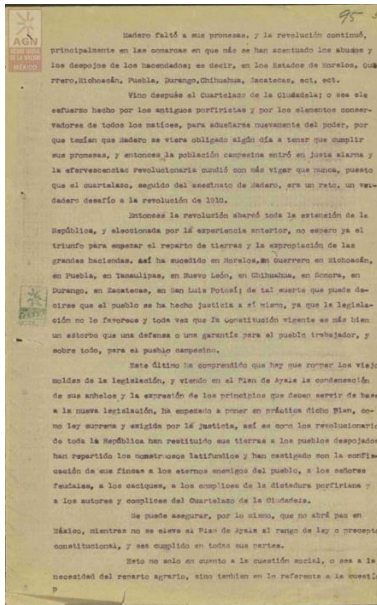 95
AGN
MÉXICO
Madero faltó a sus promesas, y la revolución continuó,
principalmente en las comarcas en que más se han acentuado los abusos y
los despojos de los hacendados; es decir, en los Estados de Morelos, Gue
rrero, Michoacán, Puebla, Durango, Chihuahua, Zacatecas, ect, ect.
Vino después el Cuartelazo de la Ciudadela; o sea el
esfuerzo hecho por los antiguos porfiristas y por los elementos conser-
vadores de todos los matices, para adueñarse nuevamente del poder, por
que temían que Madero se viera obligado algún día a tener que cumplir
sus promesas, y entonces la población campesina entró en justa alarma y
la efervescencias revolucionaria cundió con más vigor que nunca, puesto
que el cuartelazo, seguido del asesinato de Madero, era un reto, un ver-
dadero desafío a la revolución de 1910.
Entonces la revolución abarcó toda la extensión de la
República, y aleccionada por la experiencia anterior, no espero ya el
triunfo para empezar el reparto de tierras y la expropiación de las
grandes haciendas. Así ha sucedido en Morelos, en Guerrero en Michoacán,
en Puebla, en Tamaulipas, en Nuevo León, en Chihuahua, en Sonora, en
Durango, en Zacatecas, en San Luis Potosí; de tal suerte que puede de-
cirse que el pueblo se ha hecho justicia a sí mismo, ya que la legisla-
ción no lo favorece y toda vez que la Constitución vigente es más bien
un estorbo que una defensa o una garantía para el pueblo trabajador, y
sobre todo, para el pueblo campesino.
Este último ha comprendido que hay que romper los viejo
moldes de la legislación, y viendo en el Plan de Ayala la condensación
de sus anhelos y la expresión de los principios que deben servir de base
a la nueva legislación, ha empezado a poner en práctica dicho Plan, co-
mo ley suprema y exigida por la justicia, así es como los revolucionario
de toda la República han restituido sus tierras a los pueblos despojados
han repartido los monstruosos latifundios y han castigado con la confis-
cación de sus fincas a los eternos enemigos del pueblo, a los señores
feudales, a los caciques, a los complices de la dictadura porfiriana y
a los autores y complices del Cuartelazo de la Ciudadela.
Se puede asegurar, por lo mismo, que no abrá paz en
México, mientras no se eleve el Plan de Ayala al rango de ley o precepto
constitucional, y sea cumplido en todas sus partes.
Esto no solo en cuanto a la cuestión social, o sea a la
necesidad del reparto agrario, sino tambien en lo referente a la cuesti